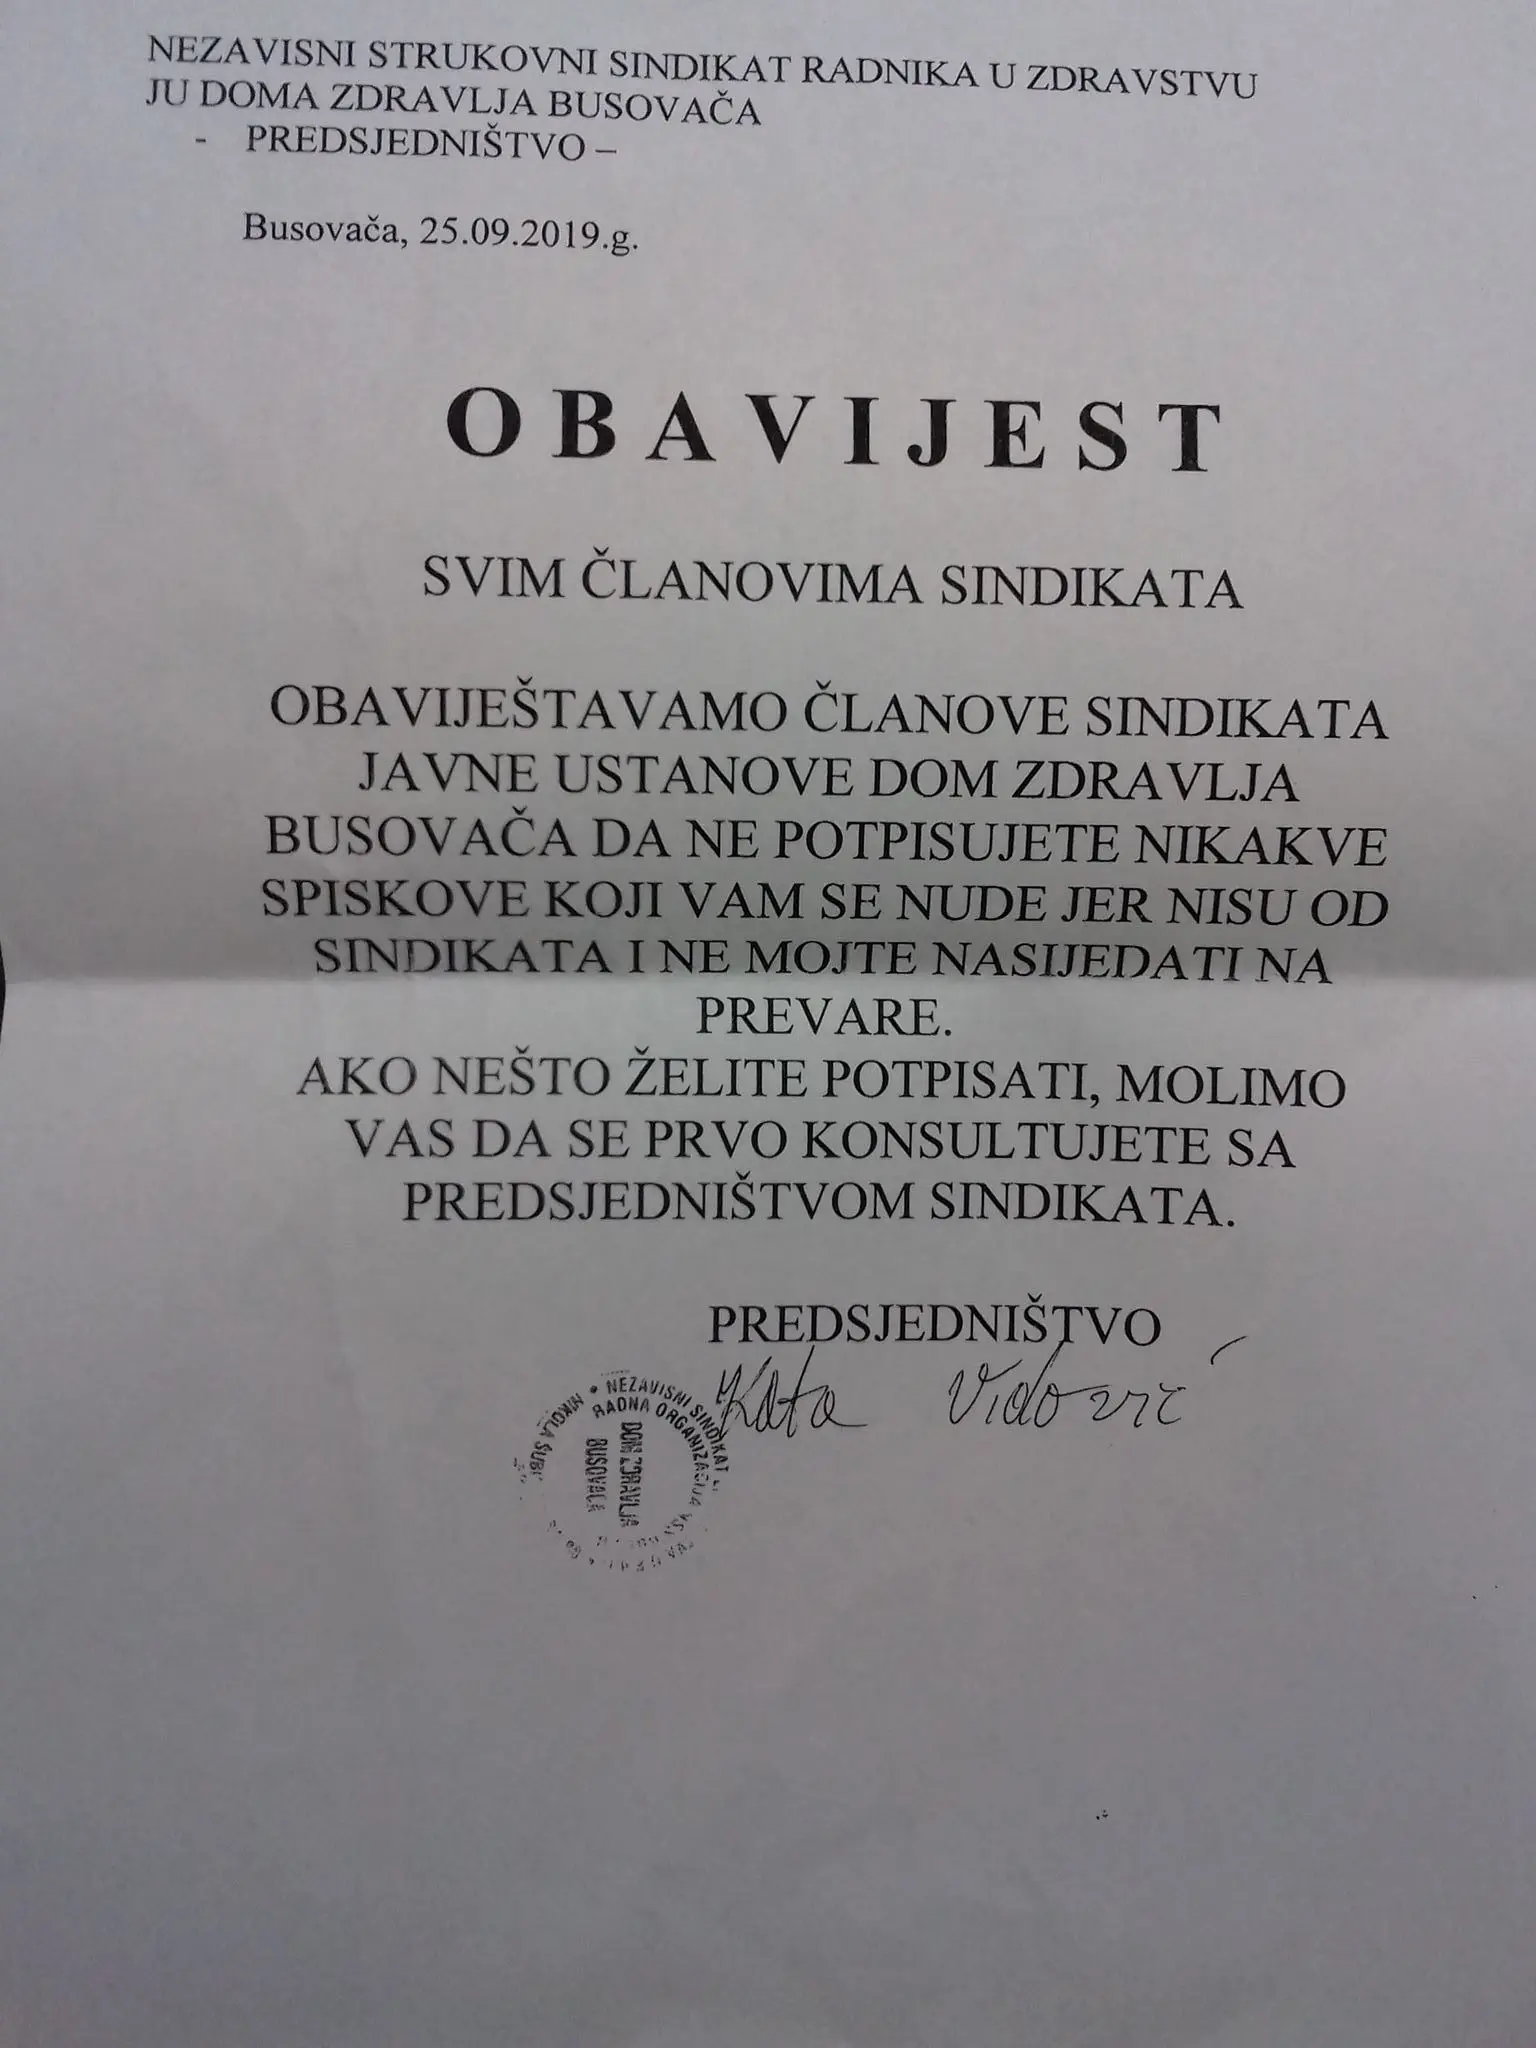 NEZAVISNI STRUKOVNI SINDIKAT RADNIKA U ZDRAVSTVU
JU DOMA ZDRAVLJA BUSOVAČA
- PREDSJEDNIŠTVO –
Busovača, 25.09.2019.g.
O B A V I J E S T
SVIM ČLANOVIMA SINDIKATA
OBAVIJEŠTAVAMO ČLANOVE SINDIKATA
JAVNE USTANOVE DOM ZDRAVLJA
BUSOVAČA DA NE POTPISUJETE NIKAKVE
SPISKOVE KOJI VAM SE NUDE JER NISU OD
SINDIKATA I NE MOJTE NASIJEDATI NA
PREVARE.
AKO NEŠTO ŽELITE POTPISATI, MOLIMO
VAS DA SE PRVO KONSULTUJETE SA
PREDSJEDNIŠTVOM SINDIKATA.
PREDSJEDNIŠTVO
Kata Vidović
NEZAVISNI SINDIKAT
RADNA ORGANIZACIJA
DOM ZDRAVLJA
BUSOVAČA